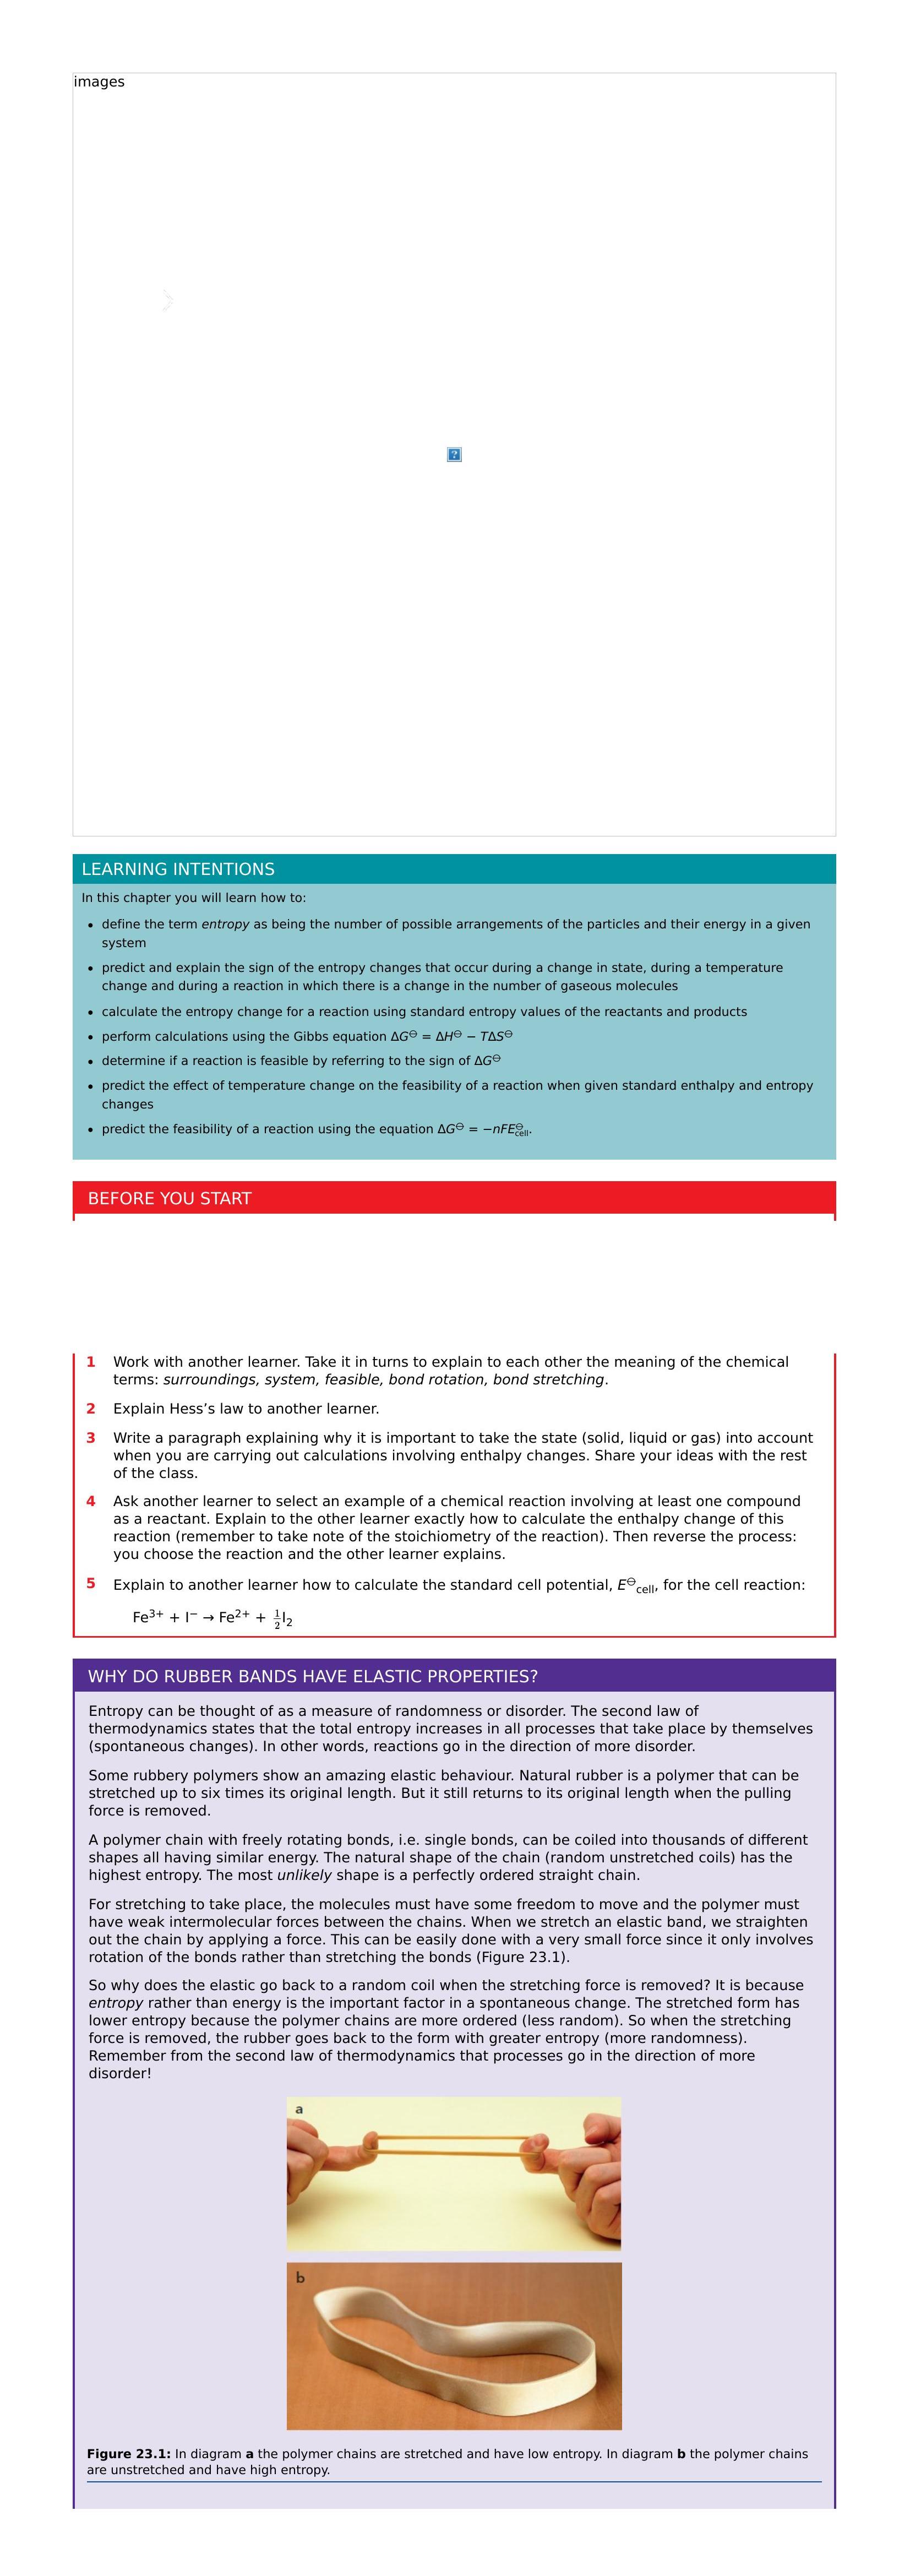 images
?
LEARNING INTENTIONS
In this chapter you will learn how to:
• define the term entropy as being the number of possible arrangements of the particles and their energy in a given
system
• predict and explain the sign of the entropy changes that occur during a change in state, during a temperature
change and during a reaction in which there is a change in the number of gaseous molecules
• calculate the entropy change for a reaction using standard entropy values of the reactants and products
• perform calculations using the Gibbs equation ΔG⊖ = ΔH⊖ − TΔS⊖
• determine if a reaction is feasible by referring to the sign of ΔG⊖
• predict the effect of temperature change on the feasibility of a reaction when given standard enthalpy and entropy
changes
• predict the feasibility of a reaction using the equation ΔG⊖ = −nFE⊖cell.
BEFORE YOU START
1 Work with another learner. Take it in turns to explain to each other the meaning of the chemical
terms: surroundings, system, feasible, bond rotation, bond stretching.
2 Explain Hess’s law to another learner.
3 Write a paragraph explaining why it is important to take the state (solid, liquid or gas) into account
when you are carrying out calculations involving enthalpy changes. Share your ideas with the rest
of the class.
4 Ask another learner to select an example of a chemical reaction involving at least one compound
as a reactant. Explain to the other learner exactly how to calculate the enthalpy change of this
reaction (remember to take note of the stoichiometry of the reaction). Then reverse the process:
you choose the reaction and the other learner explains.
5 Explain to another learner how to calculate the standard cell potential, E⊖cell, for the cell reaction:
Fe³⁺ + I⁻ → Fe²⁺ + ½I₂
WHY DO RUBBER BANDS HAVE ELASTIC PROPERTIES?
Entropy can be thought of as a measure of randomness or disorder. The second law of
thermodynamics states that the total entropy increases in all processes that take place by themselves
(spontaneous changes). In other words, reactions go in the direction of more disorder.
Some rubbery polymers show an amazing elastic behaviour. Natural rubber is a polymer that can be
stretched up to six times its original length. But it still returns to its original length when the pulling
force is removed.
A polymer chain with freely rotating bonds, i.e. single bonds, can be coiled into thousands of different
shapes all having similar energy. The natural shape of the chain (random unstretched coils) has the
highest entropy. The most unlikely shape is a perfectly ordered straight chain.
For stretching to take place, the molecules must have some freedom to move and the polymer must
have weak intermolecular forces between the chains. When we stretch an elastic band, we straighten
out the chain by applying a force. This can be easily done with a very small force since it only involves
rotation of the bonds rather than stretching the bonds (Figure 23.1).
So why does the elastic go back to a random coil when the stretching force is removed? It is because
entropy rather than energy is the important factor in a spontaneous change. The stretched form has
lower entropy because the polymer chains are more ordered (less random). So when the stretching
force is removed, the rubber goes back to the form with greater entropy (more randomness).
Remember from the second law of thermodynamics that processes go in the direction of more
disorder!
a
b
Figure 23.1: In diagram a the polymer chains are stretched and have low entropy. In diagram b the polymer chains
are unstretched and have high entropy.